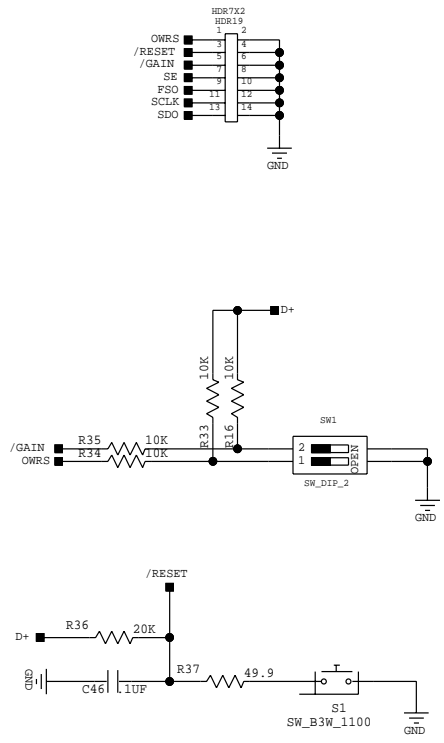 HDR7X2
HDR19
1 2
OWRS
3 4
/RESET
5 6
/GAIN
7 8
SE
9 10
FSO
11 12
SCLK
13 14
SDO
GND
D+
10K 10K
R33 R16
SW1
/GAIN R35 10K 2
OWRS R34 10K 1
OPEN
SW_DIP_2
GND
/RESET
R36
D+ 20K
R37 49.9
GND C46 .1UF
S1
SW_B3W_1100
GND